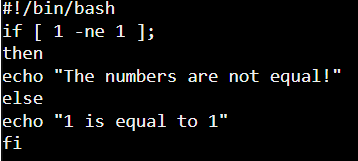 #!/bin/bash
if [ 1 -ne 1 ];
then
echo "The numbers are not equal!"
else
echo "1 is equal to 1"
fi